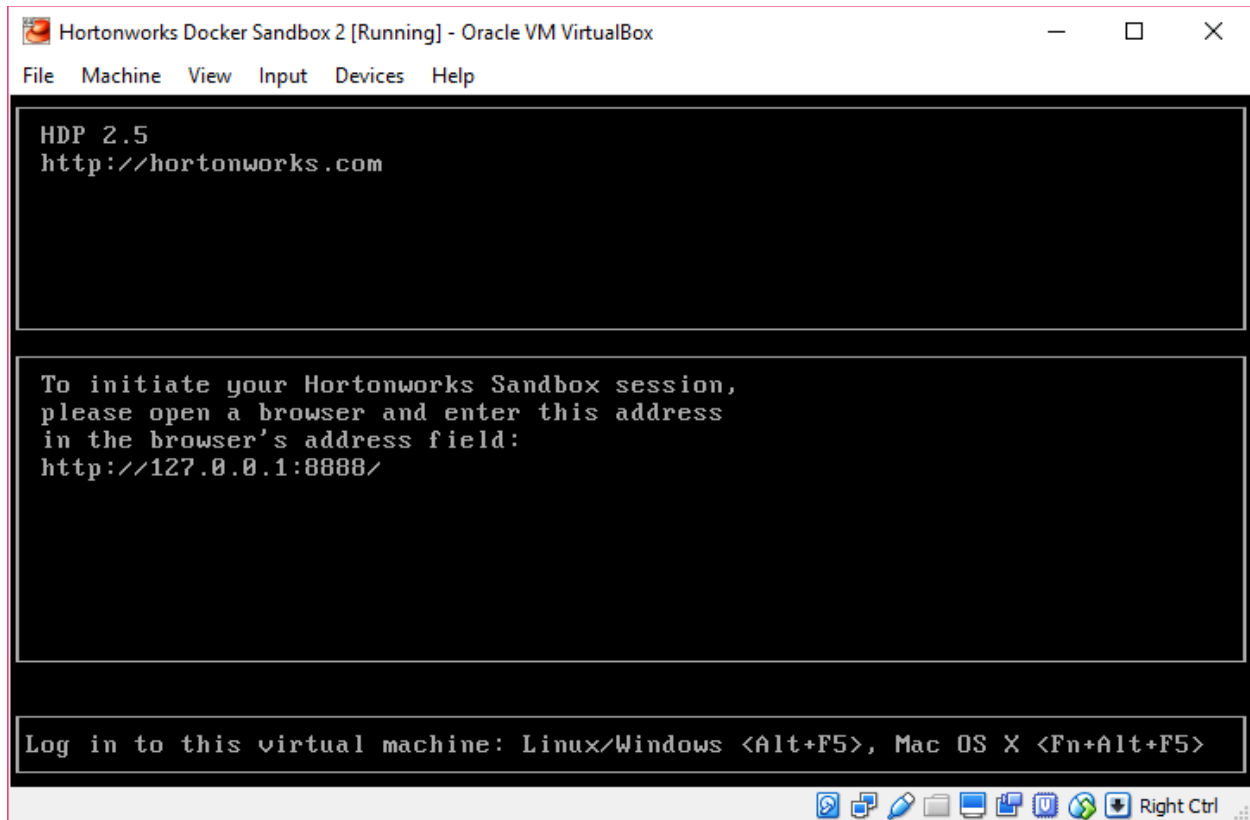 Hortonworks Docker Sandbox 2 [Running] - Oracle VM VirtualBox
File Machine View Input Devices Help
HDP 2.5
http://hortonworks.com
To initiate your Hortonworks Sandbox session,
please open a browser and enter this address
in the browser's address field:
http://127.0.0.1:8888/
Log in to this virtual machine: Linux/Windows <Alt+F5>, Mac OS X <Fn+Alt+F5>
Right Ctrl